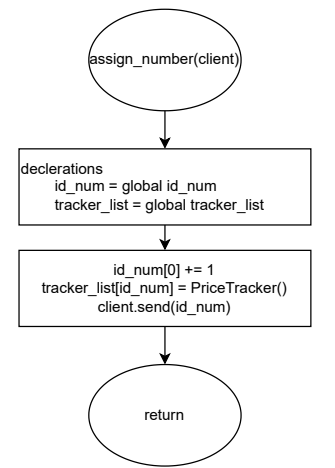 assign_number(client)
declerations
id_num = global id_num
tracker_list = global tracker_list
id_num[0] += 1
tracker_list[id_num] = PriceTracker()
client.send(id_num)
return